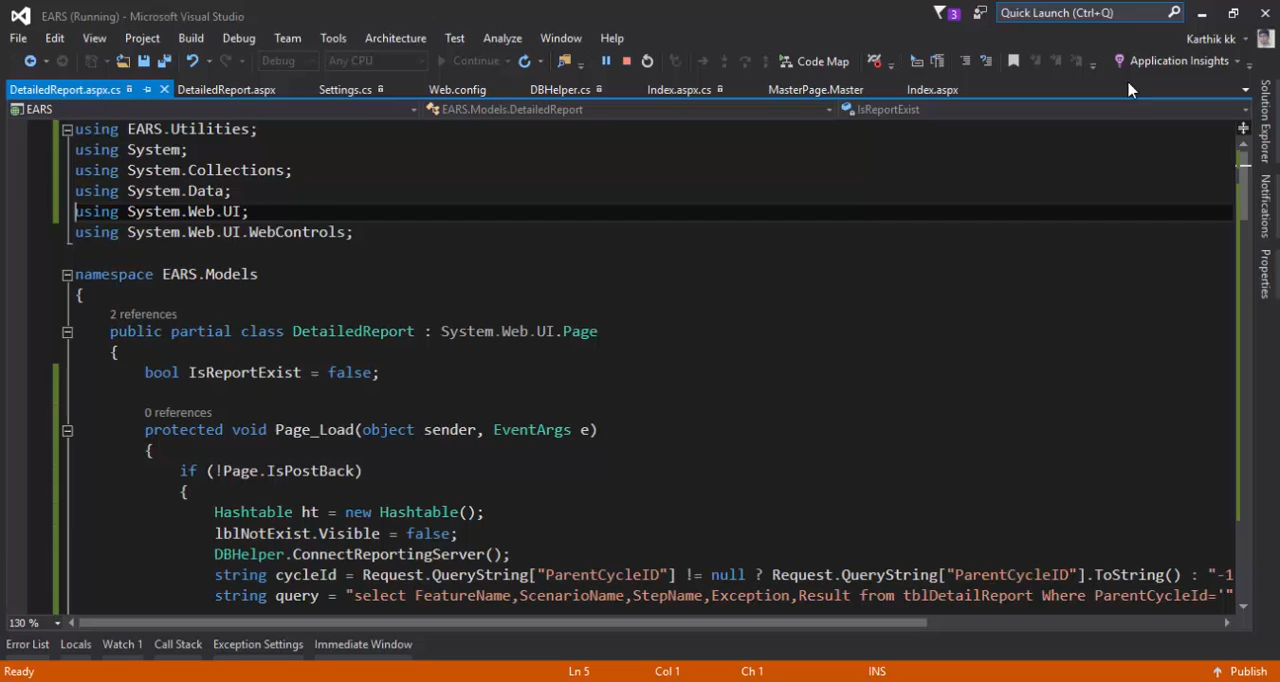 EARS (Running) - Microsoft Visual Studio
3
Quick Launch (Ctrl+Q)
File Edit View Project Build Debug Team Tools Architecture Test Analyze Window Help
Karthik kk
Debug Any CPU Continue Code Map Application Insights
DetailedReport.aspx.cs DetailedReport.aspx Settings.cs Web.config DBHelper.cs Index.aspx.cs MasterPage.Master Index.aspx
EARS EARS.Models.DetailedReport IsReportExist
using EARS.Utilities;
using System;
using System.Collections;
using System.Data;
using System.Web.UI;
using System.Web.UI.WebControls;
namespace EARS.Models
{
2 references
public partial class DetailedReport : System.Web.UI.Page
{
bool IsReportExist = false;
0 references
protected void Page_Load(object sender, EventArgs e)
{
if (!Page.IsPostBack)
{
Hashtable ht = new Hashtable();
lblNotExist.Visible = false;
DBHelper.ConnectReportingServer();
string cycleId = Request.QueryString["ParentCycleID"] != null ? Request.QueryString["ParentCycleID"].ToString() : "-1
string query = "select FeatureName,ScenarioName,StepName,Exception,Result from tblDetailReport Where ParentCycleId='"
130 %
Error List Locals Watch 1 Call Stack Exception Settings Immediate Window
Ready Ln 5 Col 1 Ch 1 INS Publish
Solution Explorer
Notifications
Properties